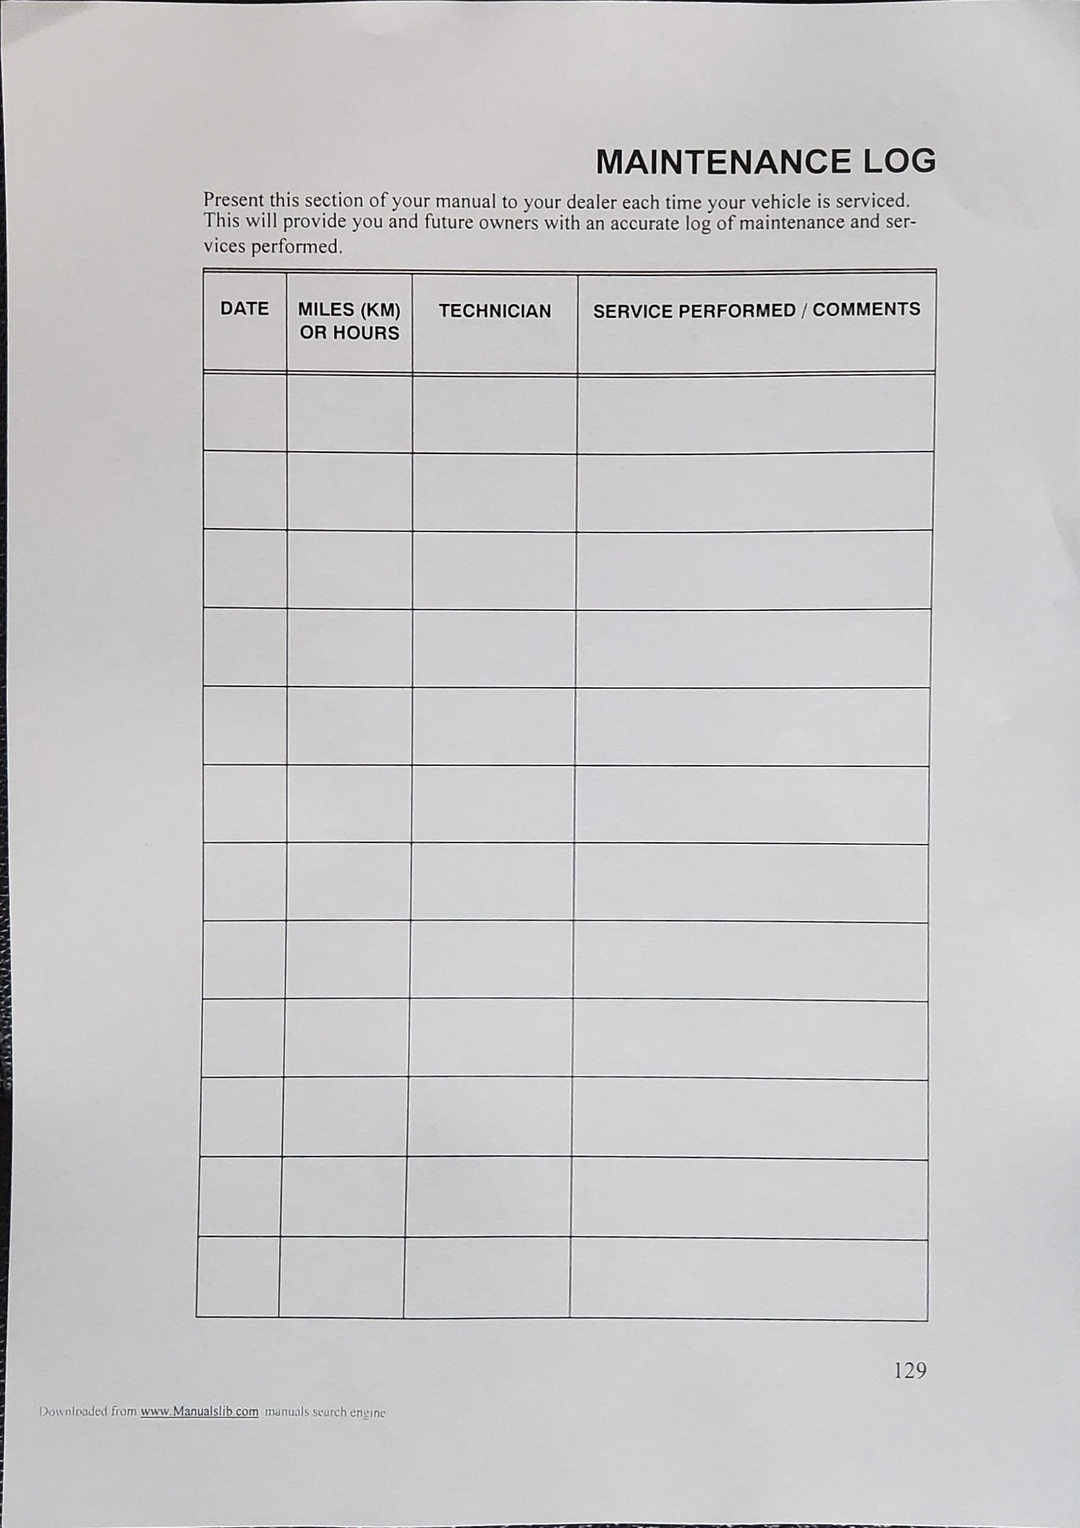 MAINTENANCE LOG
Present this section of your manual to your dealer each time your vehicle is serviced.
This will provide you and future owners with an accurate log of maintenance and ser-
vices performed.
DATE
MILES (KM)
OR HOURS
TECHNICIAN
SERVICE PERFORMED / COMMENTS
129
Downloaded from www.Manualslib.com manuals search engine